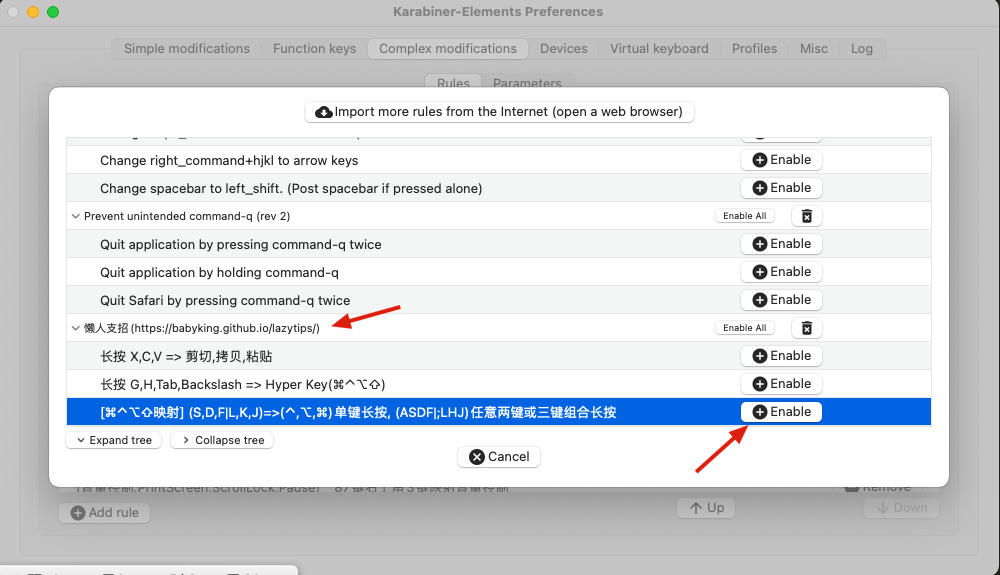 Karabiner-Elements Preferences
Simple modifications
Function keys
Complex modifications
Devices
Virtual keyboard
Profiles
Misc
Log
Rules
Parameters
Import more rules from the Internet (open a web browser)
Change right_command+hjkl to arrow keys
Enable
Change spacebar to left_shift. (Post spacebar if pressed alone)
Enable
Prevent unintended command-q (rev 2)
Enable All
Quit application by pressing command-q twice
Enable
Quit application by holding command-q
Enable
Quit Safari by pressing command-q twice
Enable
懒人支招 (https://babyking.github.io/lazytips/)
Enable All
长按 X,C,V => 剪切,拷贝,粘贴
Enable
长按 G,H,Tab,Backslash => Hyper Key(⌘⌃⌥⇧)
Enable
[⌘⌃⌥⇧映射] (S,D,F|L,K,J)=>(⌃,⌥,⌘)单键长按, (ASDF|;LHJ)任意两键或三键组合长按
Enable
Expand tree
Collapse tree
Cancel
Remove
Add rule
Up
Down